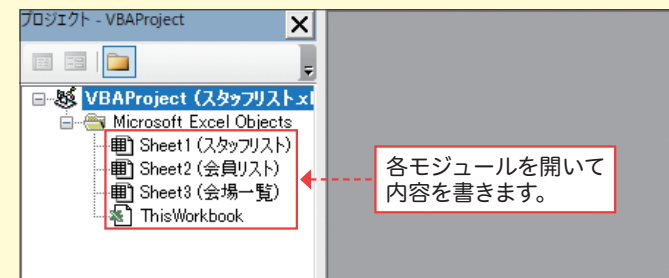 プロジェクト - VBAProject
VBAProject (スタッフリスト.xl
Microsoft Excel Objects
Sheet1 (スタッフリスト)
Sheet2 (会員リスト)
Sheet3 (会場一覧)
ThisWorkbook
各モジュールを開いて
内容を書きます。